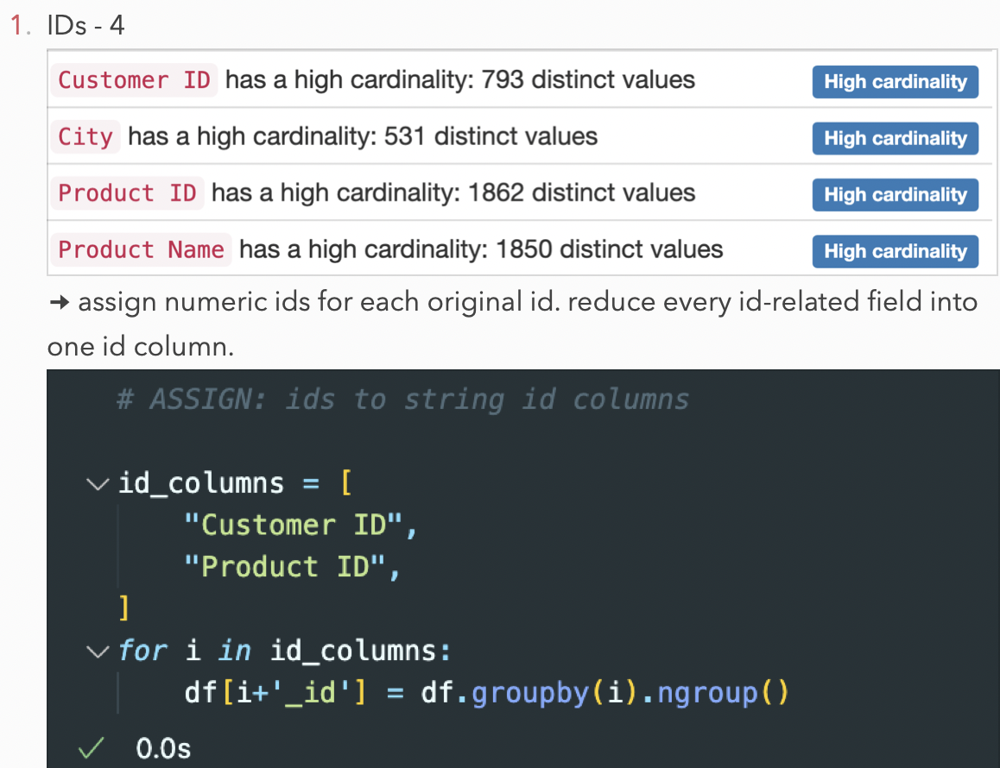 1. IDs - 4
Customer ID has a high cardinality: 793 distinct values High cardinality
City has a high cardinality: 531 distinct values High cardinality
Product ID has a high cardinality: 1862 distinct values High cardinality
Product Name has a high cardinality: 1850 distinct values High cardinality
→ assign numeric ids for each original id. reduce every id-related field into
one id column.
# ASSIGN: ids to string id columns
id_columns = [
"Customer ID",
"Product ID",
]
for i in id_columns:
df[i+'_id'] = df.groupby(i).ngroup()
✓ 0.0s